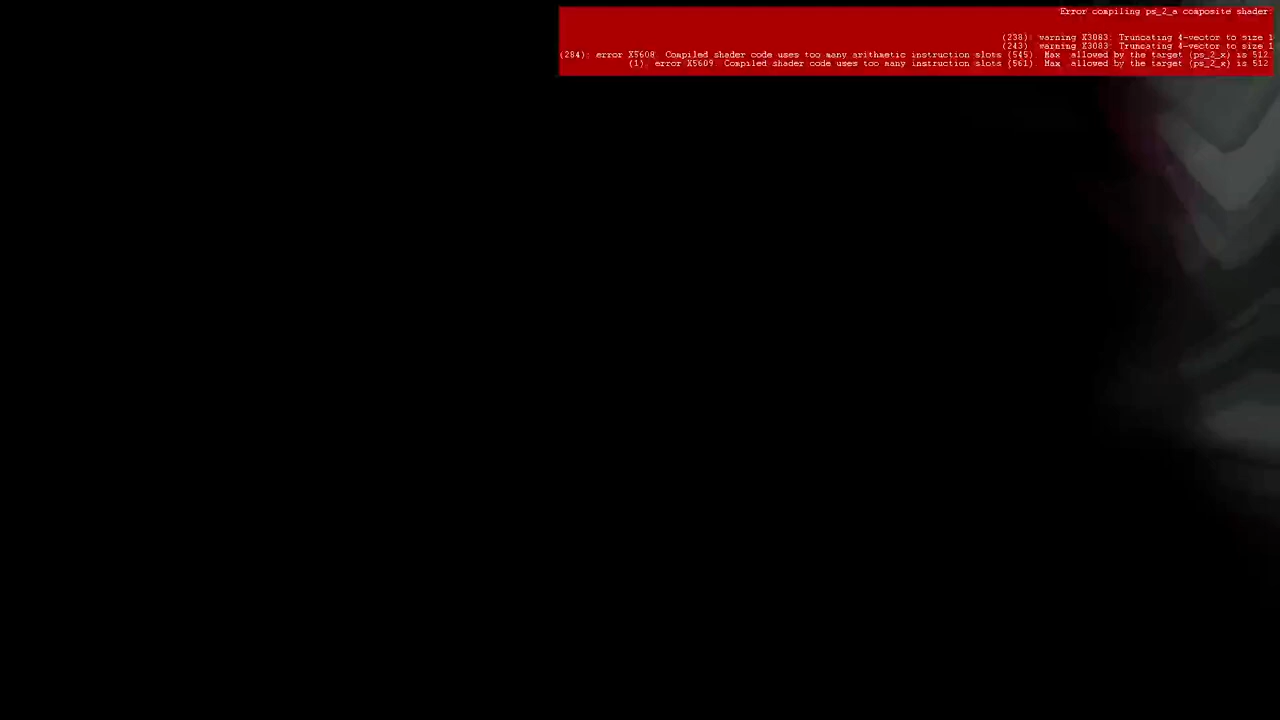 Error compiling ps_2_a composite shader:
(238): warning X3083: Truncating 4-vector to size 1
(243): warning X3083: Truncating 4-vector to size 1
(284): error X5608: Compiled shader code uses too many arithmetic instruction slots (545). Max. allowed by the target (ps_2_x) is 512.
(1): error X5609: Compiled shader code uses too many instruction slots (561). Max. allowed by the target (ps_2_x) is 512.